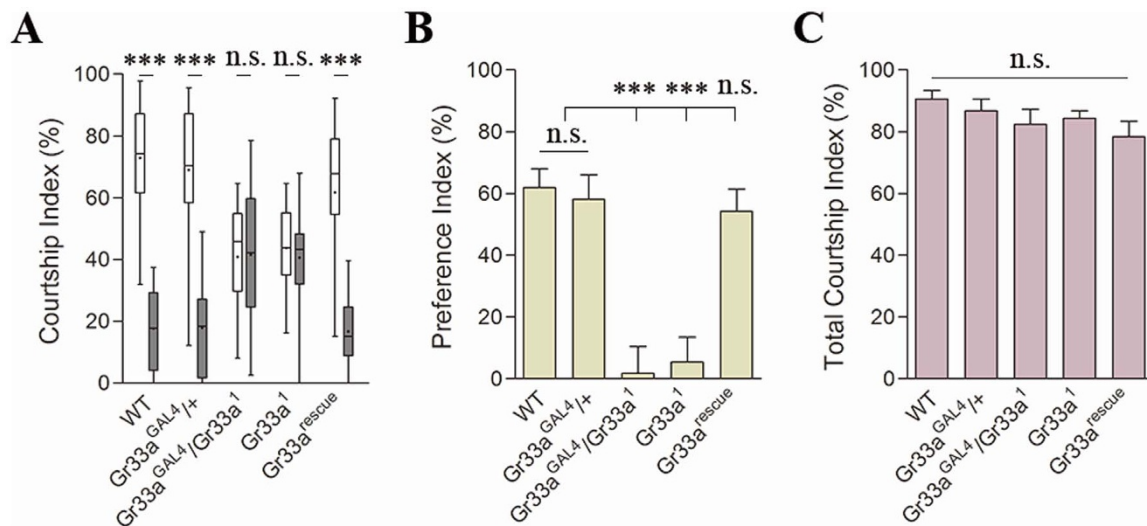 A
*** *** n.s. n.s. ***
Courtship Index (%)
100
80
60
40
20
0
WT
Gr33a^GAL4/+
Gr33a^GAL4/Gr33a^1
Gr33a^1
Gr33a^rescue
B
*** *** n.s.
n.s.
Preference Index (%)
100
80
60
40
20
0
WT
Gr33a^GAL4/+
Gr33a^GAL4/Gr33a^1
Gr33a^1
Gr33a^rescue
C
n.s.
Total Courtship Index (%)
100
80
60
40
20
0
WT
Gr33a^GAL4/+
Gr33a^GAL4/Gr33a^1
Gr33a^1
Gr33a^rescue